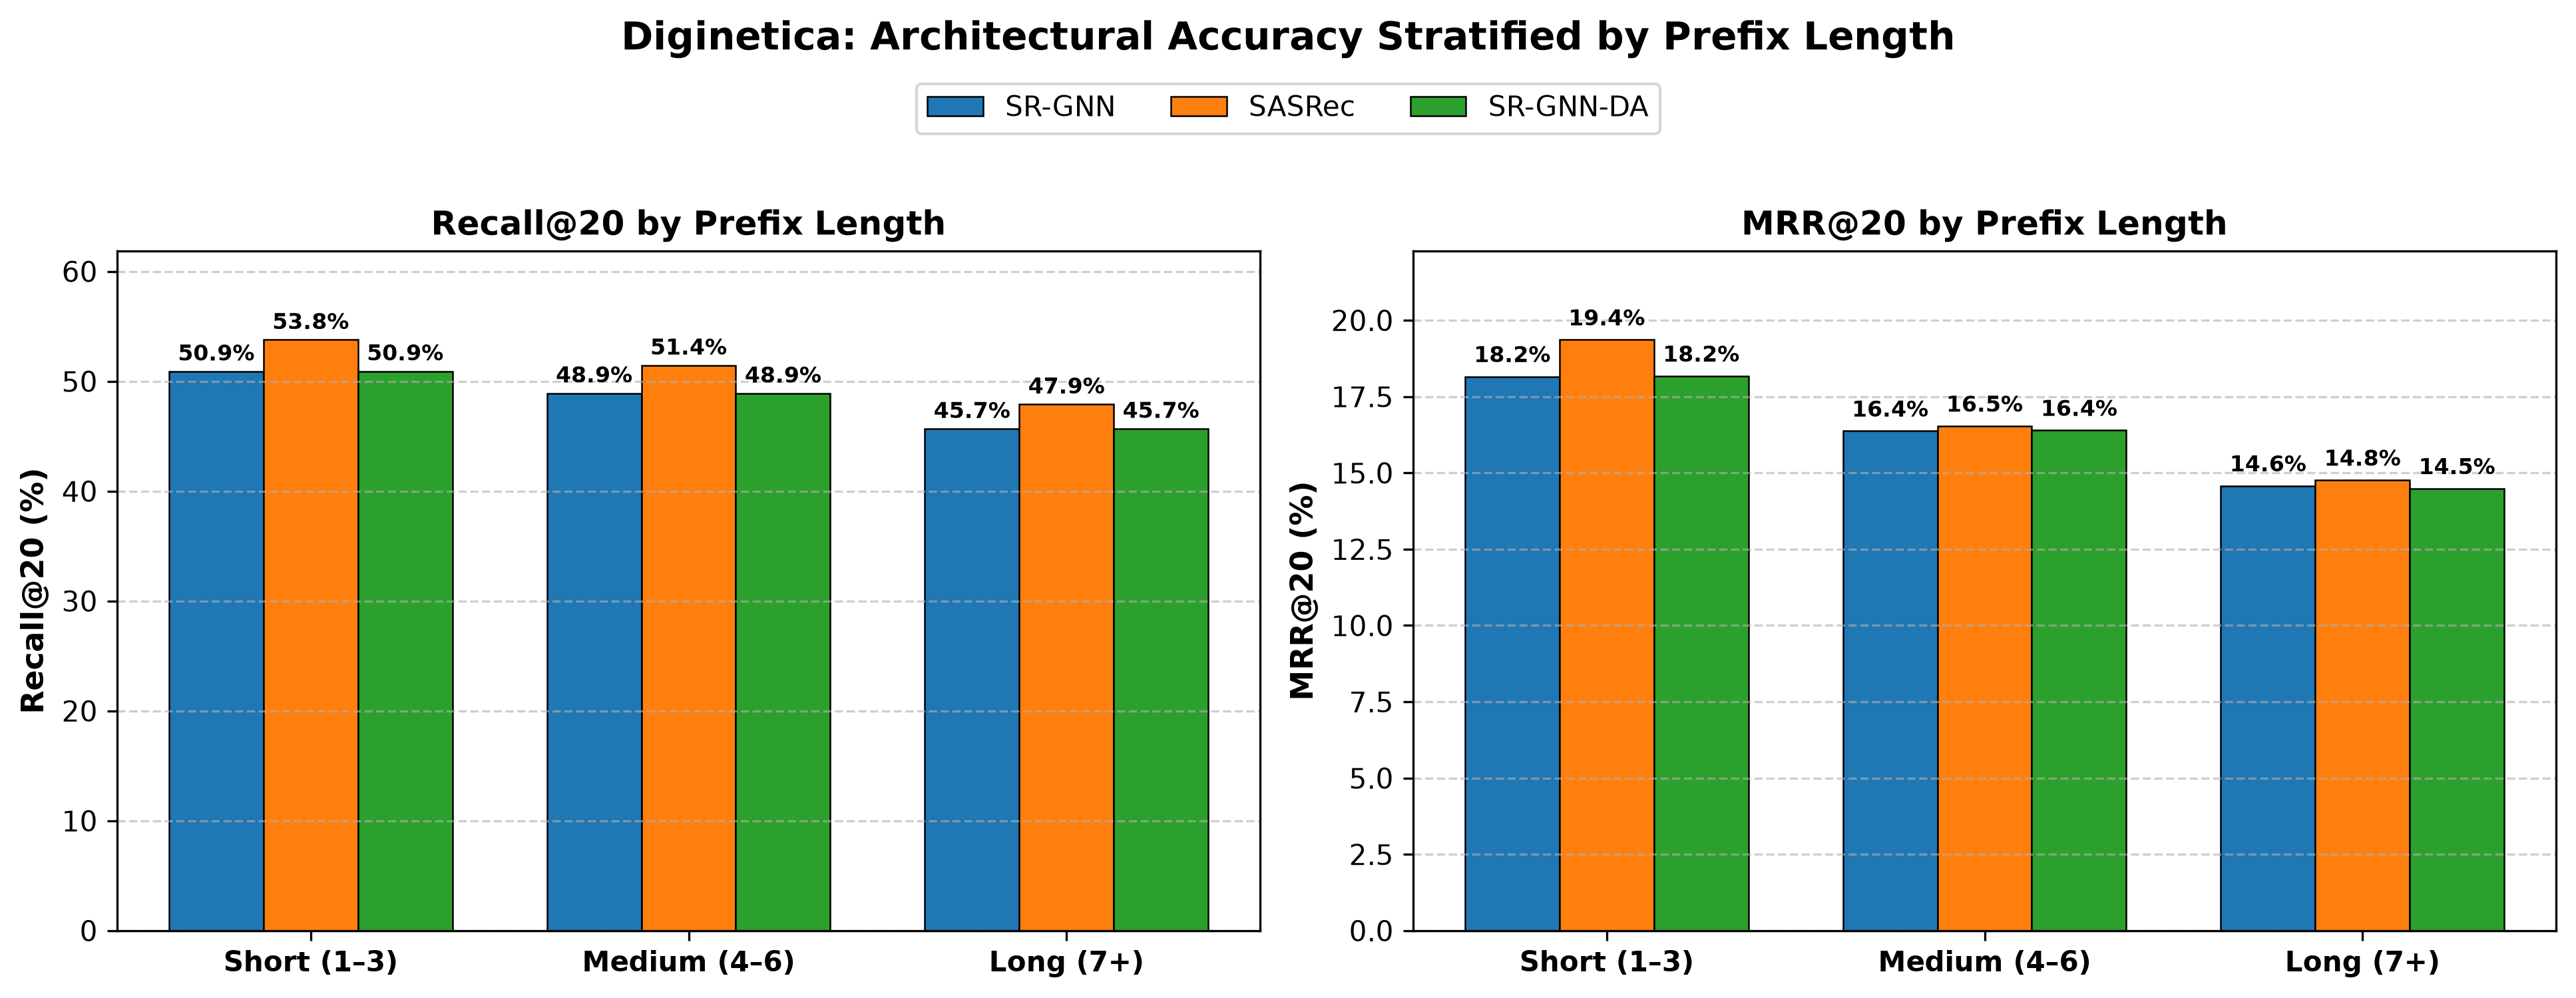 Diginetica: Architectural Accuracy Stratified by Prefix Length
SR-GNN SASRec SR-GNN-DA
Recall@20 by Prefix Length
Recall@20 (%)
60
50
40
30
20
10
0
50.9% 53.8% 50.9%
48.9% 51.4% 48.9%
45.7% 47.9% 45.7%
Short (1–3) Medium (4–6) Long (7+)
MRR@20 by Prefix Length
MRR@20 (%)
20.0
17.5
15.0
12.5
10.0
7.5
5.0
2.5
0.0
18.2% 19.4% 18.2%
16.4% 16.5% 16.4%
14.6% 14.8% 14.5%
Short (1–3) Medium (4–6) Long (7+)